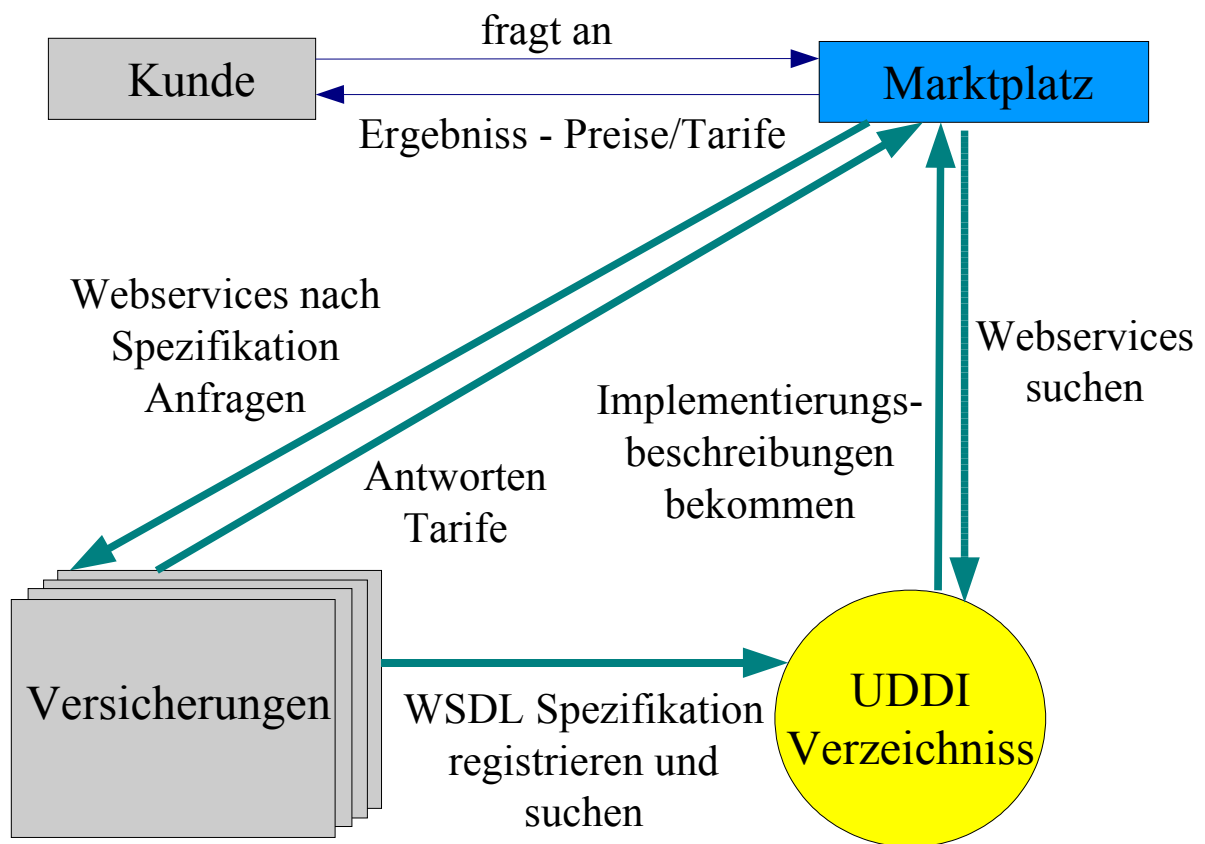 fragt an
Kunde
Marktplatz
Ergebniss - Preise/Tarife
Webservices nach
Spezifikation
Anfragen
Webservices
suchen
Implementierungs-
beschreibungen
bekommen
Antworten
Tarife
Versicherungen
WSDL Spezifikation
registrieren und
suchen
UDDI
Verzeichniss